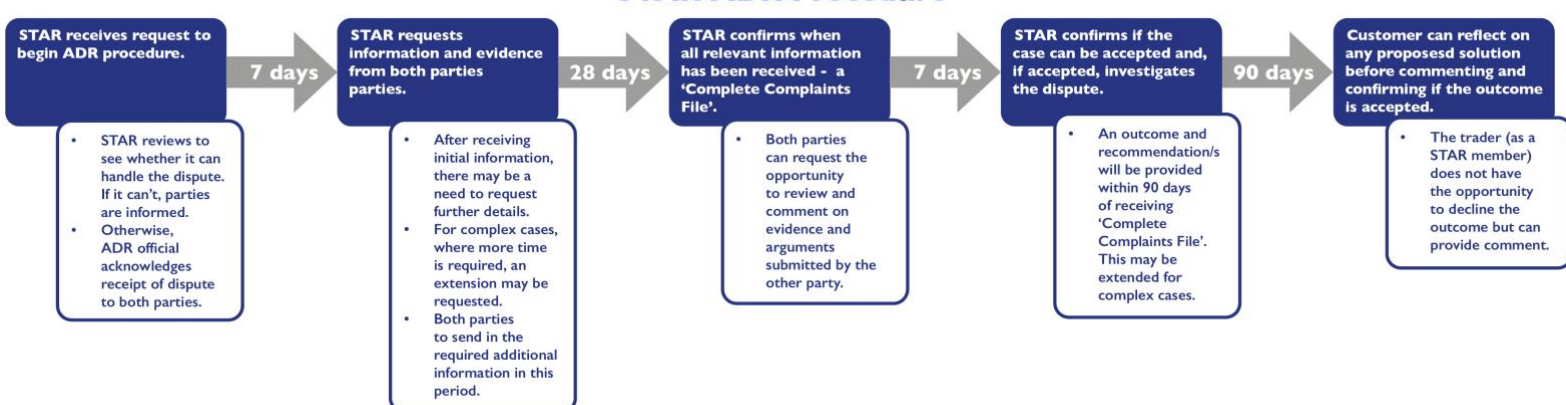 STAR receives request to
begin ADR procedure.
7 days
STAR requests
information and evidence
from both parties
parties.
28 days
STAR confirms when
all relevant information
has been received -  a
‘Complete Complaints
File’.
7 days
STAR confirms if the
case can be accepted and,
if accepted, investigates
the dispute.
90 days
Customer can reflect on
any proposesd solution
before commenting and
confirming if the outcome
is accepted.
• STAR reviews to
see whether it can
handle the dispute.
If it can’t, parties
are informed.
• Otherwise,
ADR official
acknowledges
receipt of dispute
to both parties.
• After receiving
initial information,
there may be a
need to request
further details.
• For complex cases,
where more time
is required, an
extension may be
requested.
• Both parties
to send in the
required additional
information in this
period.
• Both parties
can request the
opportunity
to review and
comment on
evidence and
arguments
submitted by the
other party.
• An outcome and
recommendation/s
will be provided
within 90 days
of receiving
‘Complete
Complaints File’.
This may be
extended for
complex cases.
• The trader (as a
STAR member)
does not have
the opportunity
to decline the
outcome but can
provide comment.